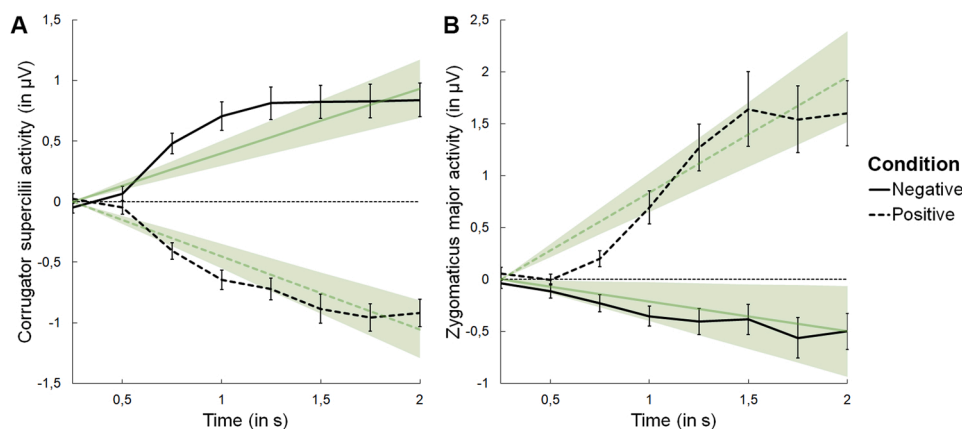 A
Corrugator supercilii activity (in µV)
1,5
1
0,5
0
-0,5
-1
-1,5
0,5
1
1,5
2
Time (in s)
B
Zygomaticus major activity (in µV)
2,5
2
1,5
1
0,5
0
-0,5
-1
0,5
1
1,5
2
Time (in s)
Condition
Negative
Positive